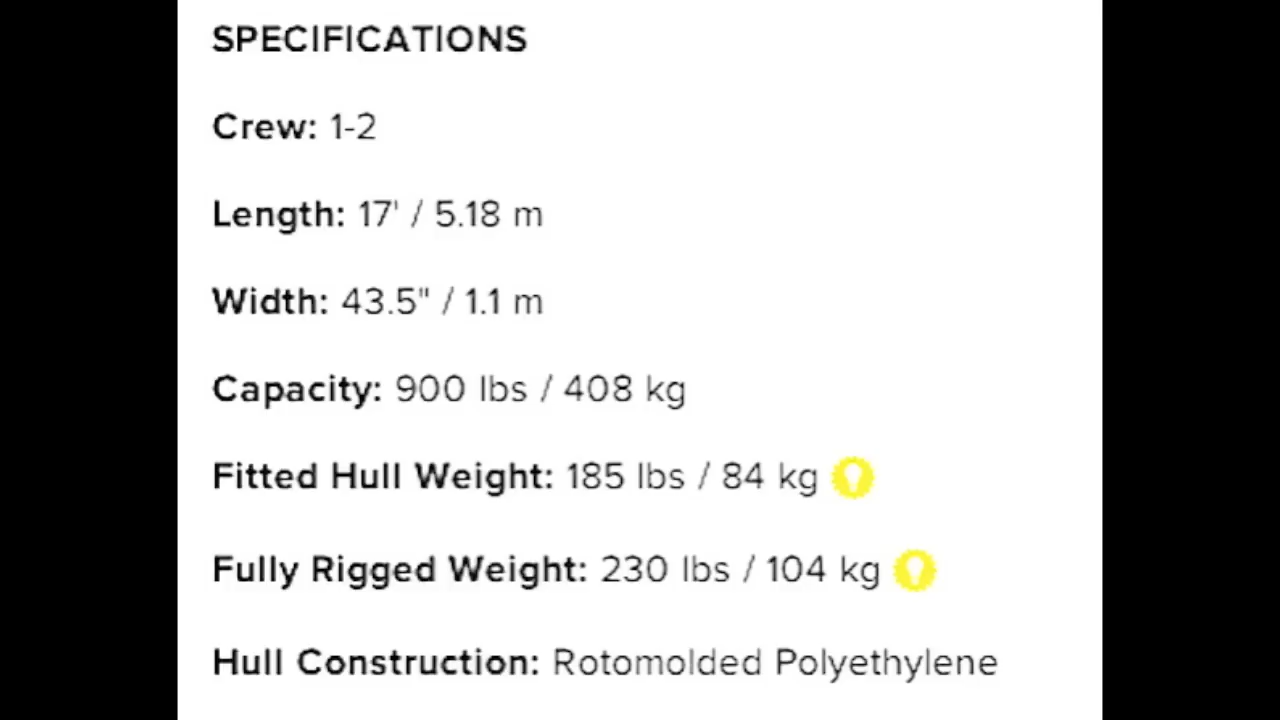 SPECIFICATIONS
Crew: 1-2
Length: 17' / 5.18 m
Width: 43.5" / 1.1 m
Capacity: 900 lbs / 408 kg
Fitted Hull Weight: 185 lbs / 84 kg
Fully Rigged Weight: 230 lbs / 104 kg
Hull Construction: Rotomolded Polyethylene